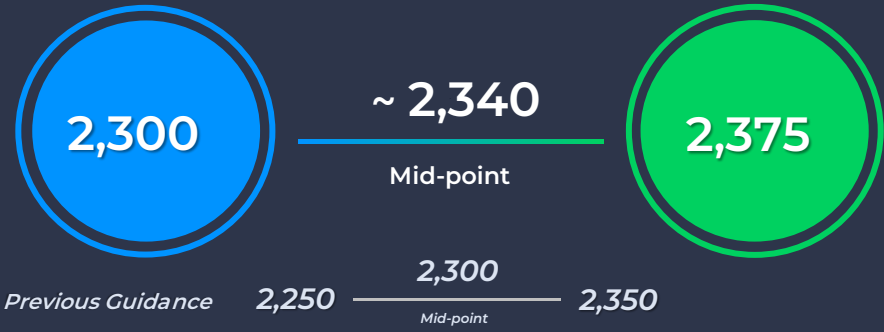 2,300
~ 2,340
Mid-point
2,375
Previous Guidance
2,250
2,300
Mid-point
2,350